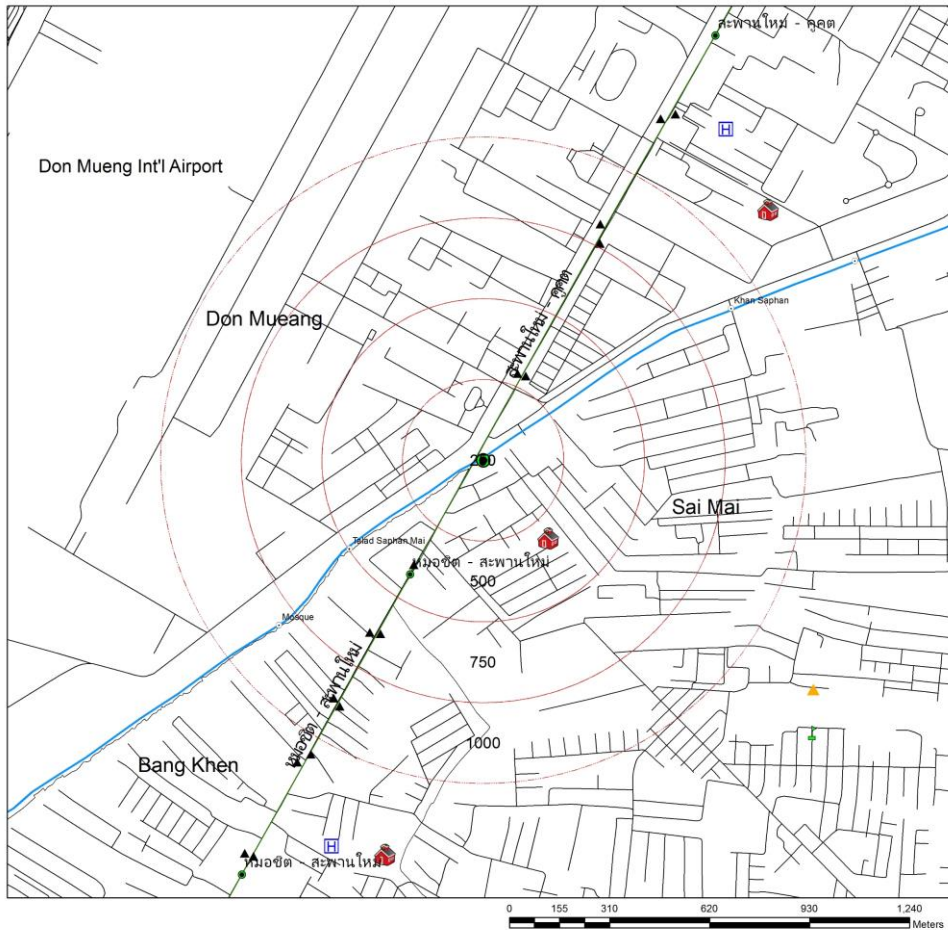 สะพานใหม่ - คูคต
H
Don Mueng Int'l Airport
Khan Saphan
สะพานใหม่ - คูคต
Don Mueang
250
Sai Mai
Talad Saphan Mai
หมอชิต - สะพานใหม่
500
Mosque
750
หมอชิต - สะพานใหม่
1000
Bang Khen
H
หมอชิต - สะพานใหม่
0 155 310 620 930 1,240
Meters